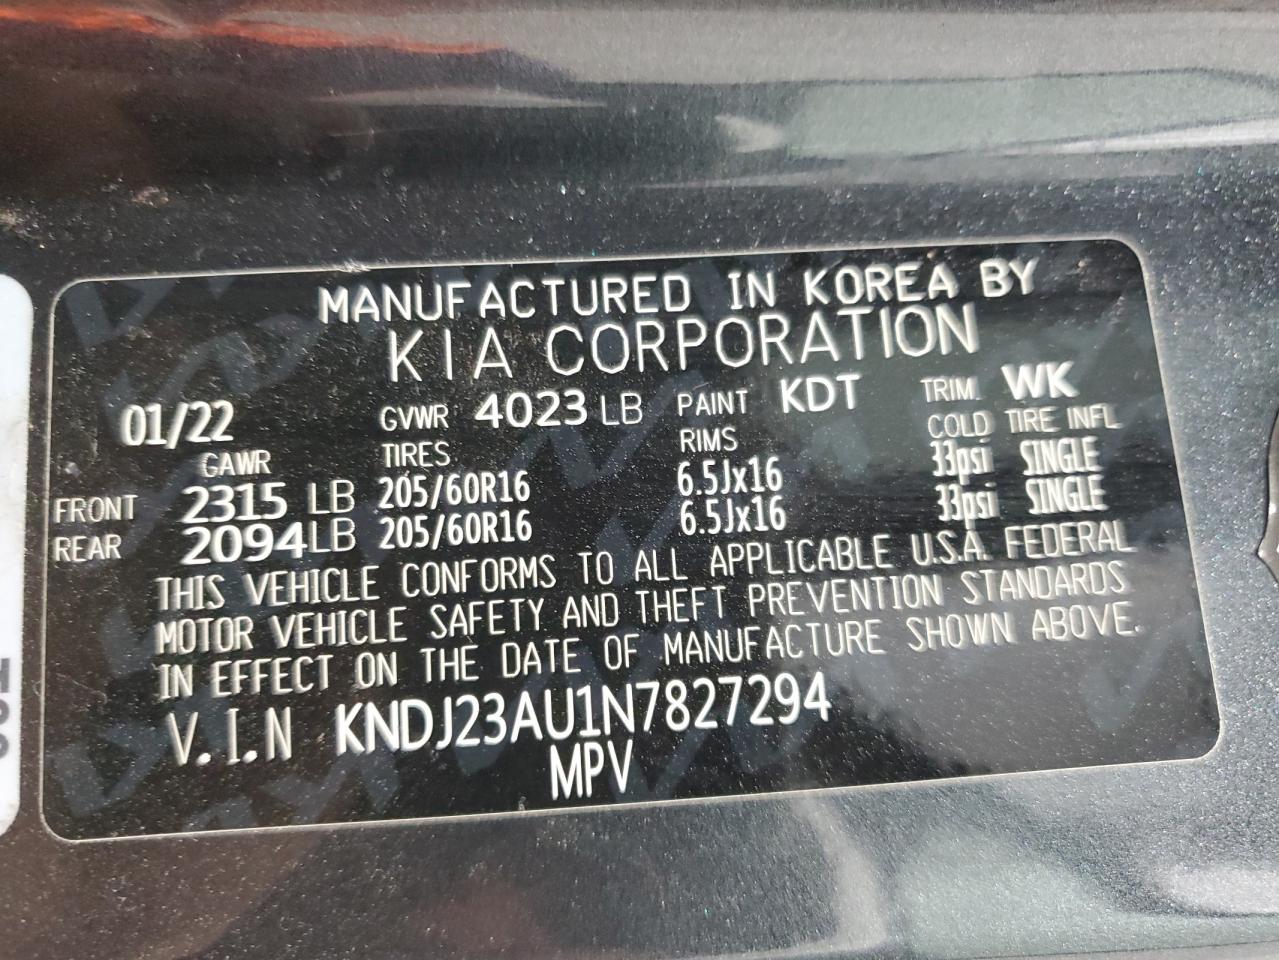 MANUFACTURED IN KOREA BY
KIA CORPORATION
01/22 GVWR 4023 LB PAINT KDT TRIM. WK
GAWR TIRES RIMS COLD TIRE INFL
FRONT 2315 LB 205/60R16 6.5Jx16 33psi SINGLE
REAR 2094 LB 205/60R16 6.5Jx16 33psi SINGLE
THIS VEHICLE CONFORMS TO ALL APPLICABLE U.S.A. FEDERAL
MOTOR VEHICLE SAFETY AND THEFT PREVENTION STANDARDS
IN EFFECT ON THE DATE OF MANUFACTURE SHOWN ABOVE.
V.I.N KNDJ23AU1N7827294
MPV